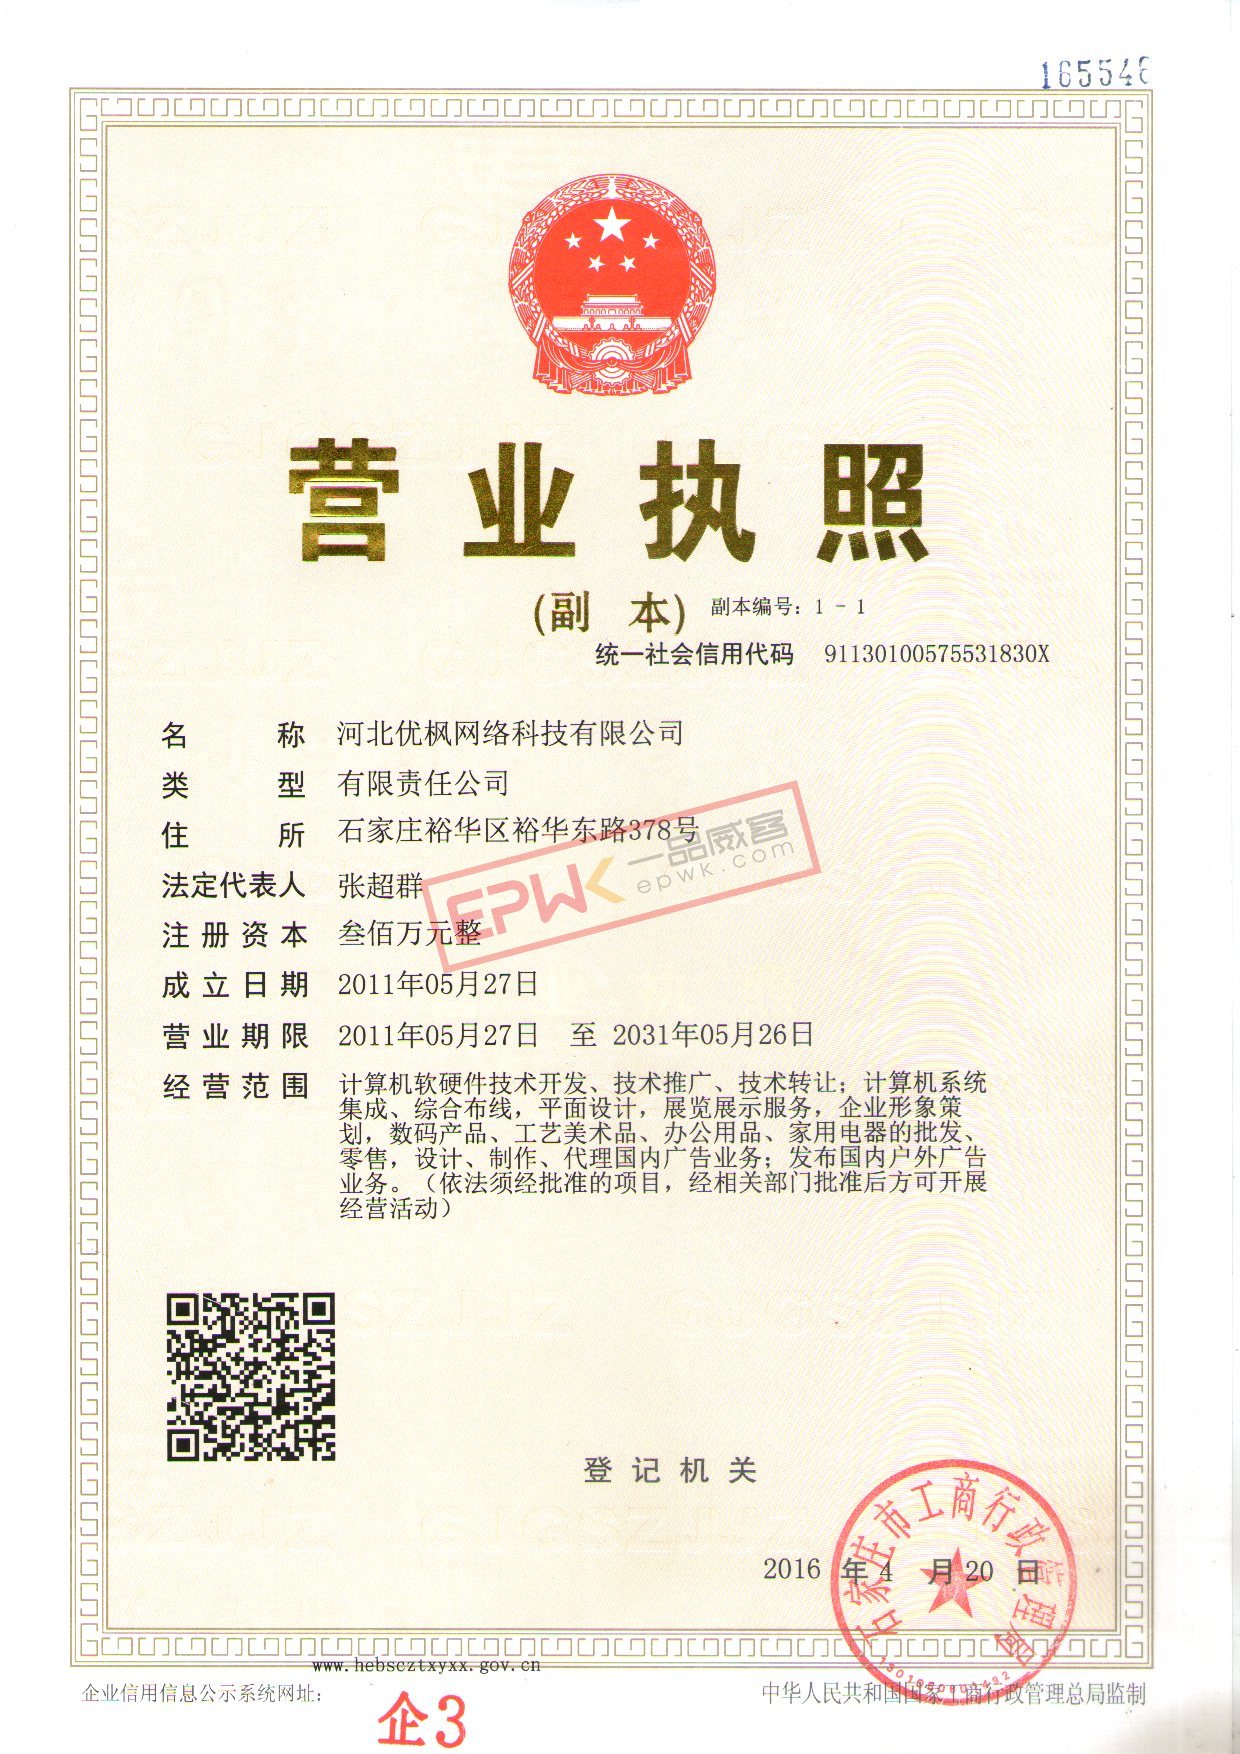 165548
营业执照
(副 本) 副本编号：1 - 1
统一社会信用代码 91130100575531830X
名 称 河北优枫网络科技有限公司
类 型 有限责任公司
住 所 石家庄裕华区裕华东路378号
一品威客
epwk.com
EPWK
法定代表人 张超群
注册资本 叁佰万元整
成立日期 2011年05月27日
营业期限 2011年05月27日 至 2031年05月26日
经营范围 计算机软硬件技术开发、技术推广、技术转让；计算机系统
集成、综合布线，平面设计，展览展示服务，企业形象策
划，数码产品、工艺美术品、办公用品、家用电器的批发、
零售，设计、制作、代理国内广告业务；发布国内户外广告
业务。（依法须经批准的项目，经相关部门批准后方可开展
经营活动）
登记机关
石家庄市工商行政管理局
2016 年 4 月 20 日
www.hebscztxyxx.gov.cn
企业信用信息公示系统网址：
中华人民共和国国家工商行政管理总局监制
企3